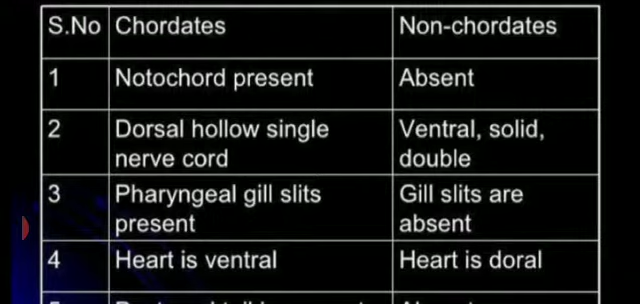 S.No Chordates Non-chordates
1 Notochord present Absent
2 Dorsal hollow single Ventral, solid,
nerve cord double
3 Pharyngeal gill slits Gill slits are
present absent
4 Heart is ventral Heart is doral